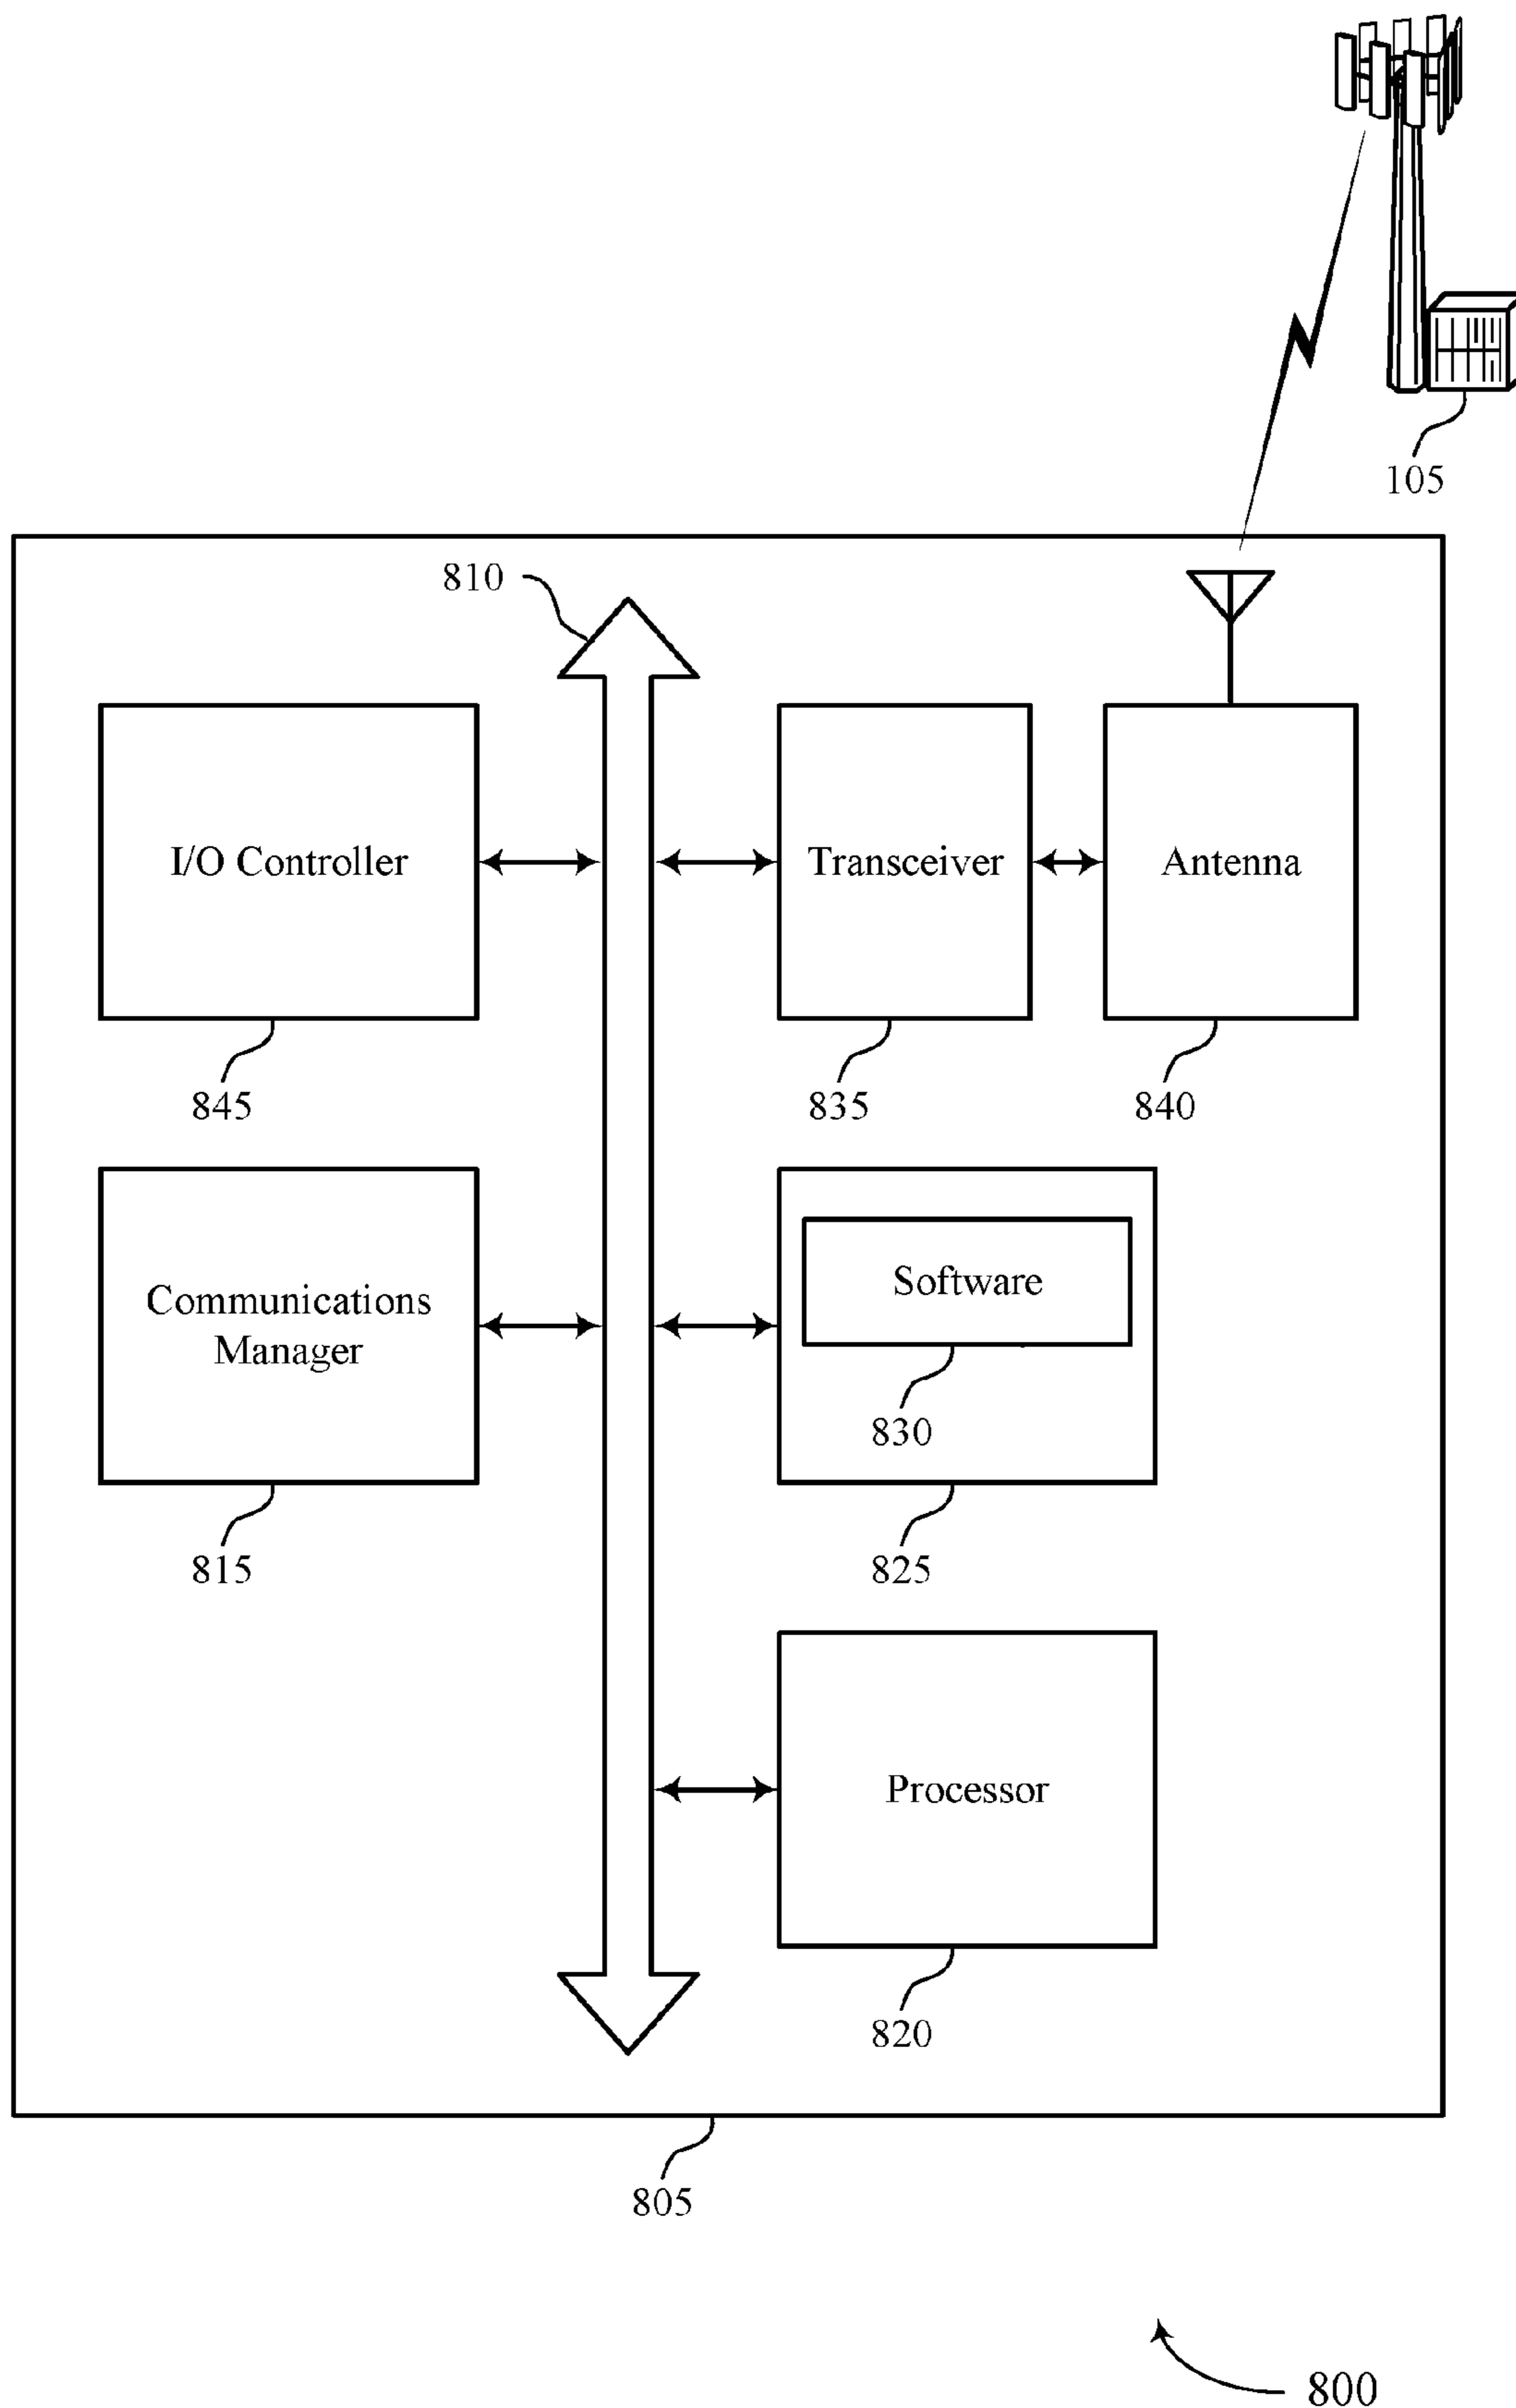 105
810
I/O Controller
Transceiver
Antenna
845
835
840
Communications
Manager
Software
830
815
825
Processor
820
805
800